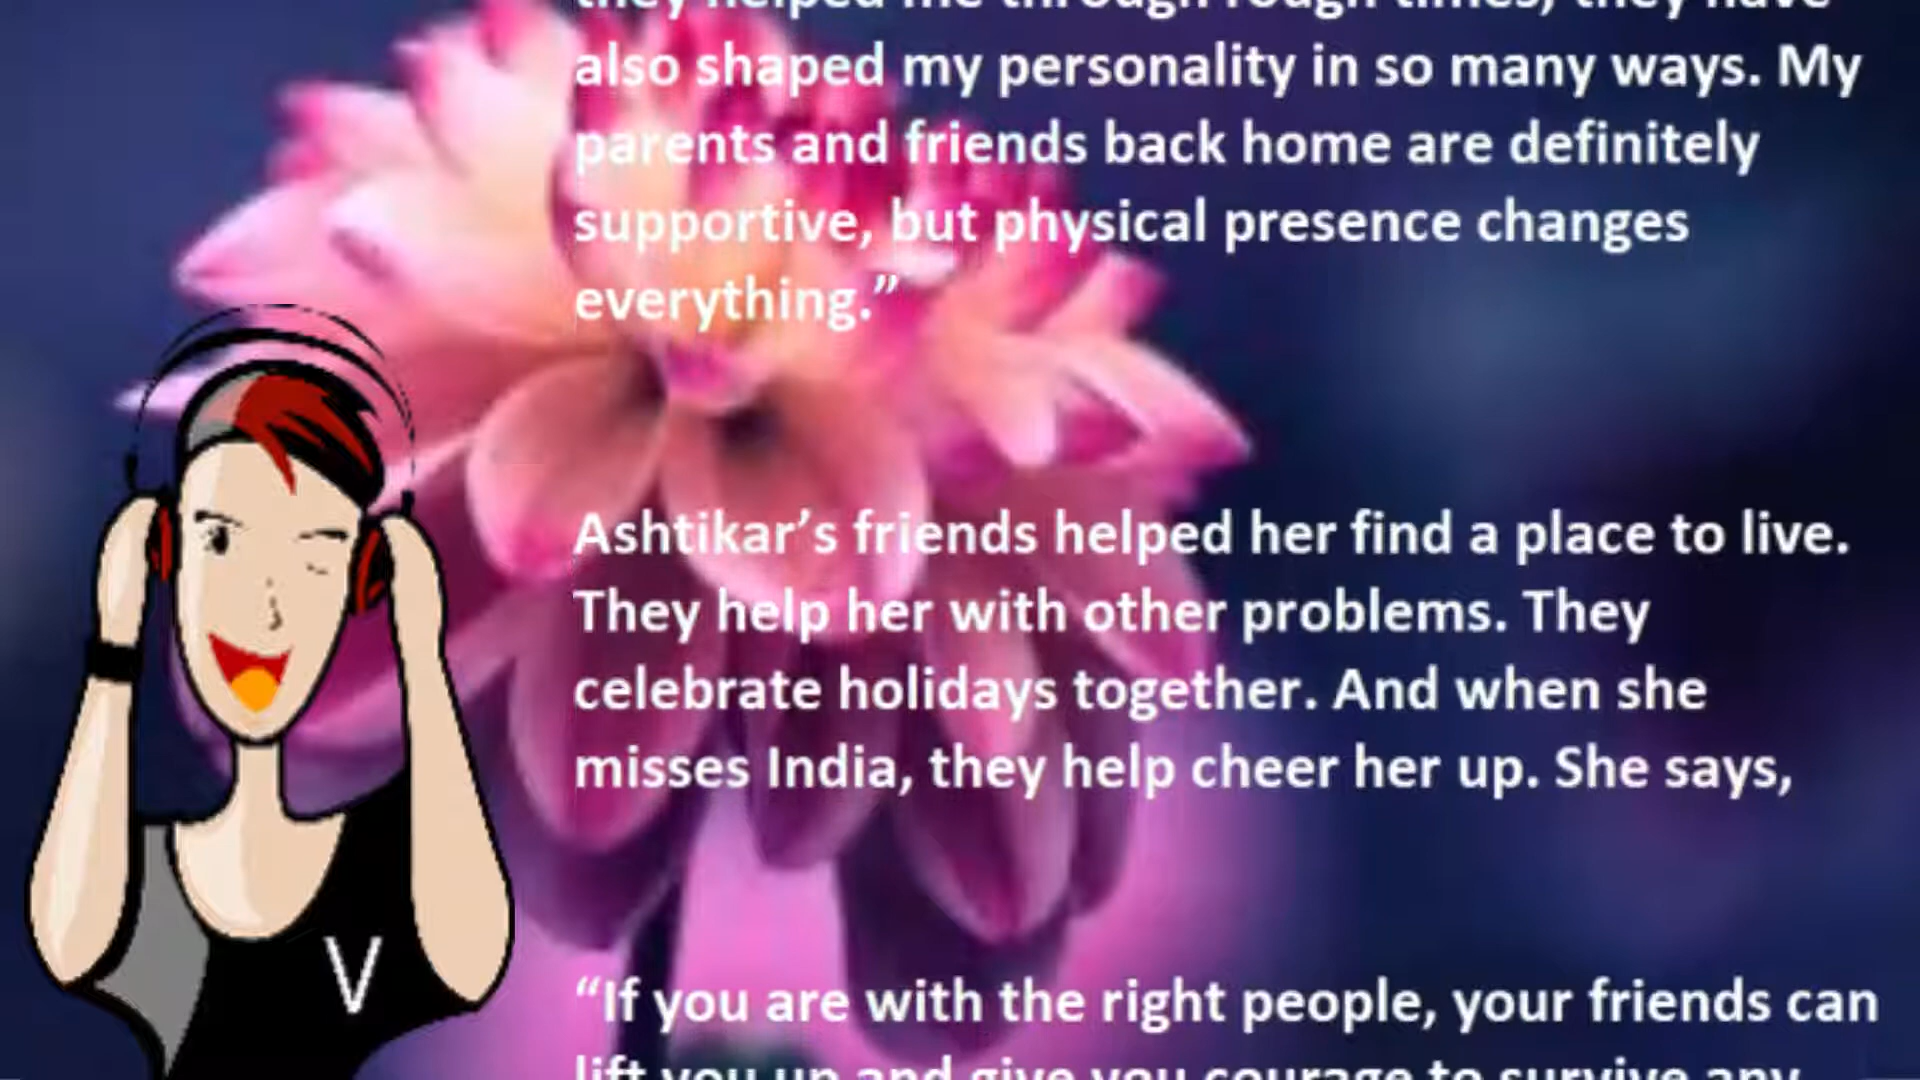 they helped me through rough times, they have
also shaped my personality in so many ways. My
parents and friends back home are definitely
supportive, but physical presence changes
everything.”
Ashtikar’s friends helped her find a place to live.
They help her with other problems. They
celebrate holidays together. And when she
misses India, they help cheer her up. She says,
“If you are with the right people, your friends can
lift you up and give you courage to survive any
V